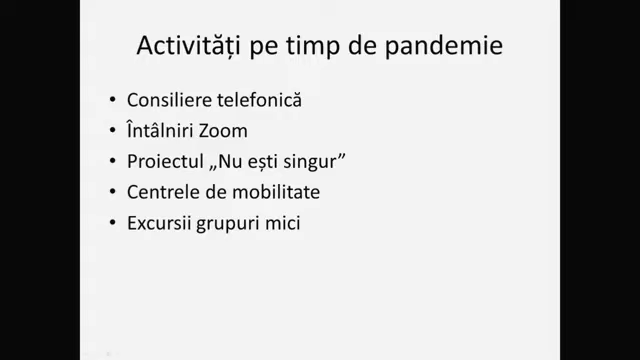 Activități pe timp de pandemie
• Consiliere telefonică
• Întâlniri Zoom
• Proiectul „Nu ești singur”
• Centrele de mobilitate
• Excursii grupuri mici